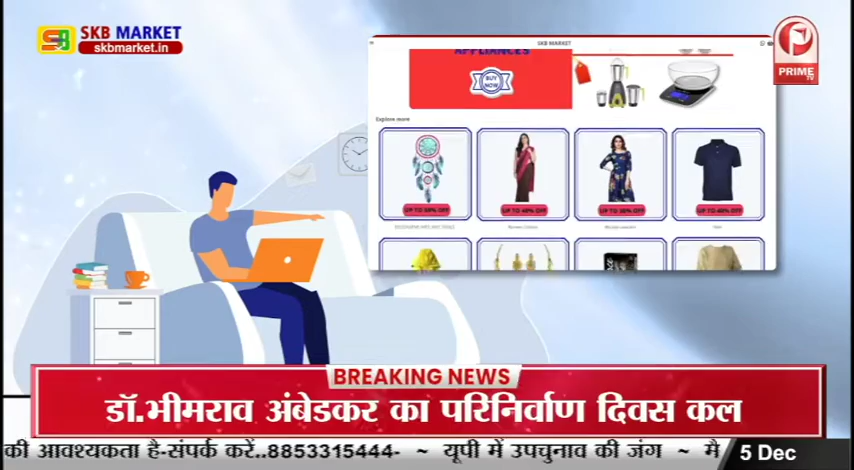 SKB MARKET
skbmarket.in
SKB MARKET
PRIME
TV
APPLIANCES
BUY
NOW
Explore more
UP TO 50% OFF
UP TO 40% OFF
UP TO 50% OFF
UP TO 40% OFF
BREAKING NEWS
डॉ.भीमराव अंबेडकर का परिनिर्वाण दिवस कल
की आवश्यकता है-संपर्क करें..8853315444- ~ यूपी में उपचुनाव की जंग ~ मै
5 Dec